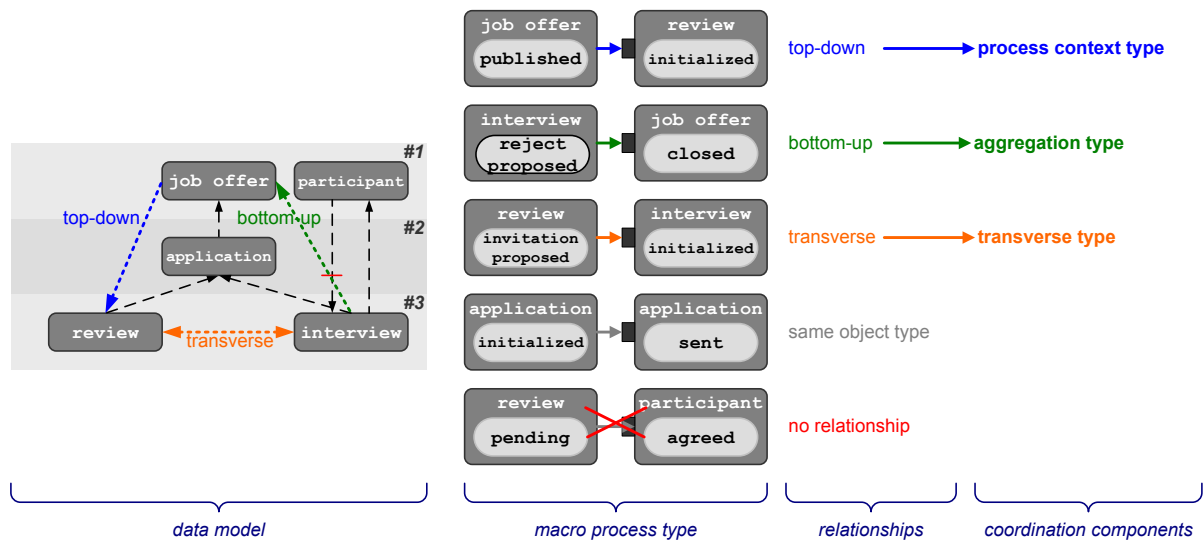 #1
job offer
participant
top-down
bottom-up
#2
application
#3
review
transverse
interview
data model
job offer
published
review
initialized
top-down
process context type
interview
reject
proposed
job offer
closed
bottom-up
aggregation type
review
invitation
proposed
interview
initialized
transverse
transverse type
application
initialized
application
sent
same object type
review
pending
participant
agreed
no relationship
macro process type
relationships
coordination components